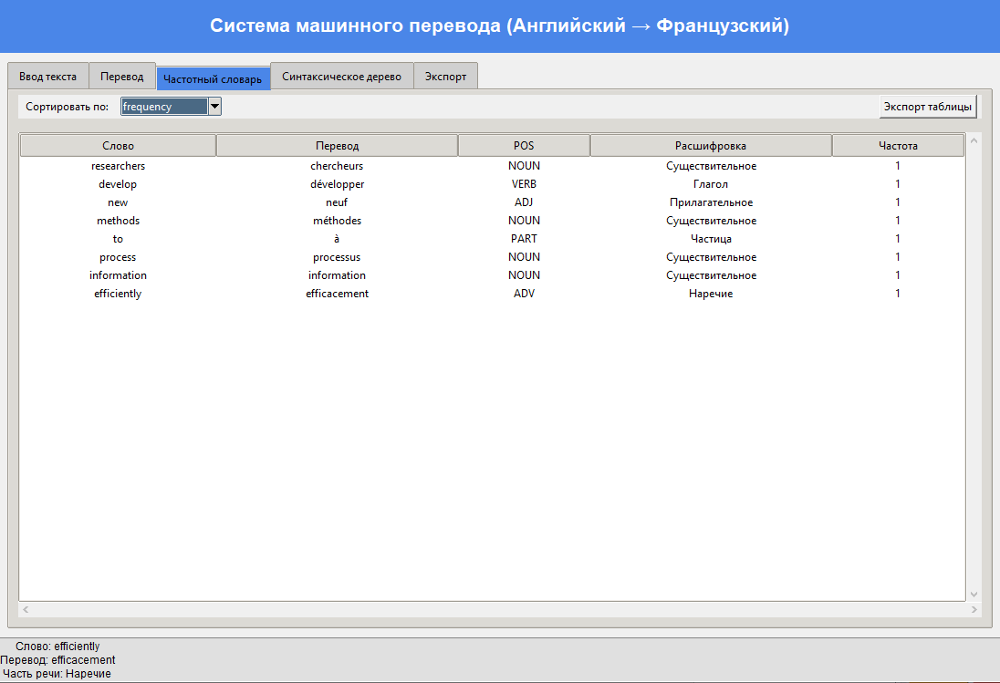 Система машинного перевода (Английский → Французский)
Ввод текста Перевод Частотный словарь Синтаксическое дерево Экспорт
Сортировать по: frequency Экспорт таблицы
Слово Перевод POS Расшифровка Частота
researchers chercheurs NOUN Существительное 1
develop développer VERB Глагол 1
new neuf ADJ Прилагательное 1
methods méthodes NOUN Существительное 1
to à PART Частица 1
process processus NOUN Существительное 1
information information NOUN Существительное 1
efficiently efficacement ADV Наречие 1
Слово: efficiently
Перевод: efficacement
Часть речи: Наречие